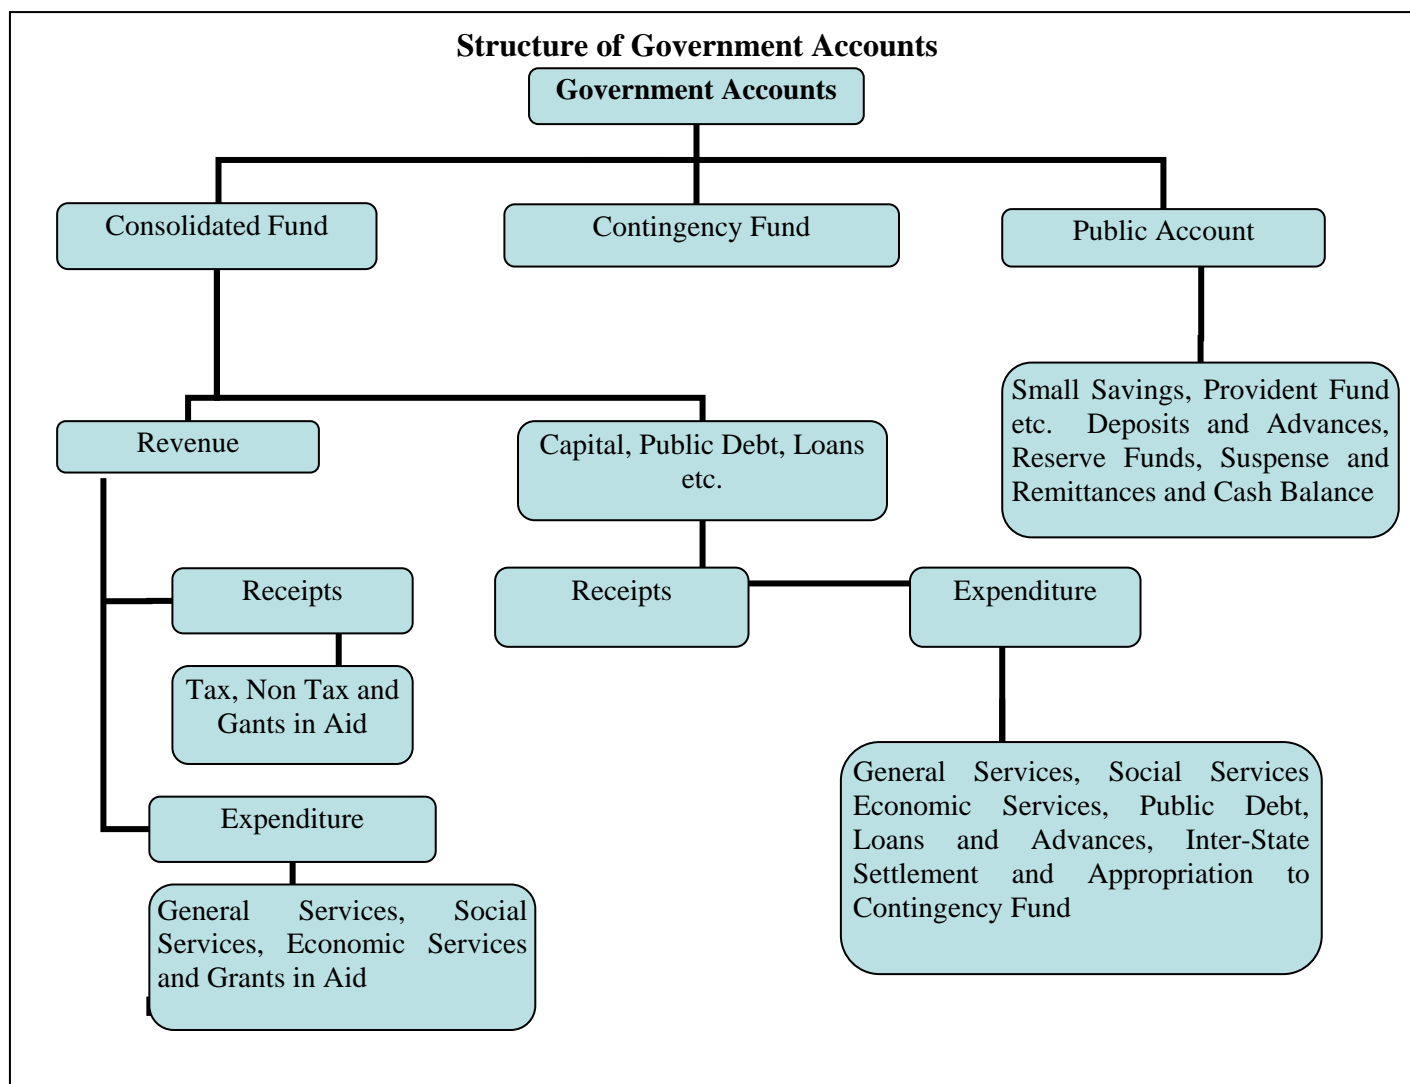 Structure of Government Accounts
Government Accounts
Consolidated Fund
Contingency Fund
Public Account
Small Savings, Provident Fund
etc. Deposits and Advances,
Reserve Funds, Suspense and
Remittances and Cash Balance
Revenue
Capital, Public Debt, Loans
etc.
Receipts
Receipts
Expenditure
Tax, Non Tax and
Gants in Aid
General Services, Social Services
Economic Services, Public Debt,
Loans and Advances, Inter-State
Settlement and Appropriation to
Contingency Fund
Expenditure
General Services, Social
Services, Economic Services
and Grants in Aid